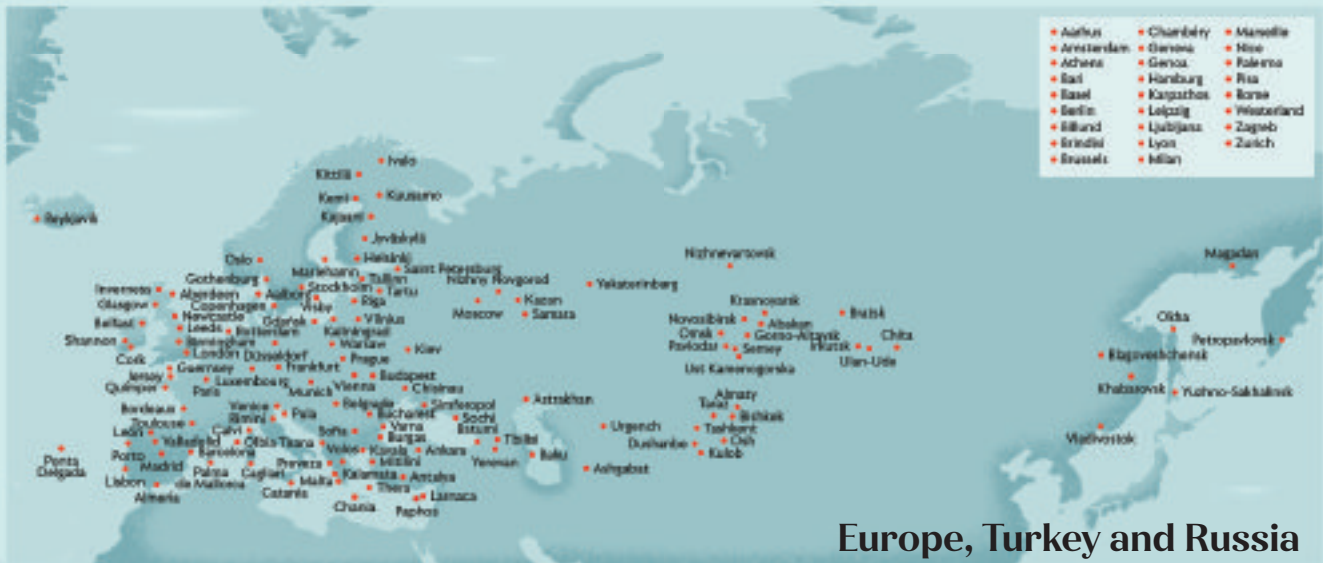 Aarhus
Amsterdam
Athens
Bari
Basel
Berlin
Billund
Brindisi
Brussels
Chambéry
Geneva
Genoa
Hamburg
Karpathos
Leipzig
Ljubljana
Lyon
Milan
Marseille
Nice
Palermo
Pisa
Rome
Westerland
Zagreb
Zurich
Ivalo
Kittilä
Kemi
Kuusamo
Kajaani
Reykjavik
Jyväskylä
Oslo
Helsinki
Mariehamn
Saint Petersburg
Nizhnevartovsk
Magadan
Gothenburg
Tallinn
Nizhny Novgorod
Yekaterinburg
Inverness
Aberdeen
Aalborg
Stockholm
Tartu
Glasgow
Copenhagen
Visby
Riga
Kazan
Krasnoyarsk
Belfast
Newcastle
Gdańsk
Vilnius
Moscow
Samara
Novosibirsk
Abakan
Bratsk
Okha
Leeds
Rotterdam
Kaliningrad
Omsk
Gorno-Altaysk
Chita
Petropavlovsk
Shannon
Birmingham
Warsaw
Kiev
Pavlodar
Semey
Irkutsk
Cork
London
Düsseldorf
Prague
Ulan-Ude
Blagoveshchensk
Guernsey
Frankfurt
Ust Kamenogorska
Jersey
Luxembourg
Vienna
Budapest
Khabarovsk
Yuzhno-Sakhalinsk
Quimper
Paris
Munich
Chisinau
Almaty
Bordeaux
Venice
Pula
Belgrade
Simferopol
Astrakhan
Taraz
Bishkek
Toulouse
Rimini
Bucharest
Sochi
León
Calvi
Varna
Batumi
Urgench
Tashkent
Vladivostok
Valladolid
Olbia
Tirana
Sofia
Burgas
Tbilisi
Dushanbe
Osh
Porto
Barcelona
Volos
Kavala
Ankara
Yerevan
Baku
Kulob
Ponta
Delgada
Madrid
Palma
de Mallorca
Cagliari
Preveza
Mitilini
Ashgabat
Lisbon
Malta
Kalamata
Antalya
Almeria
Catania
Thera
Larnaca
Chania
Paphos
Europe, Turkey and Russia